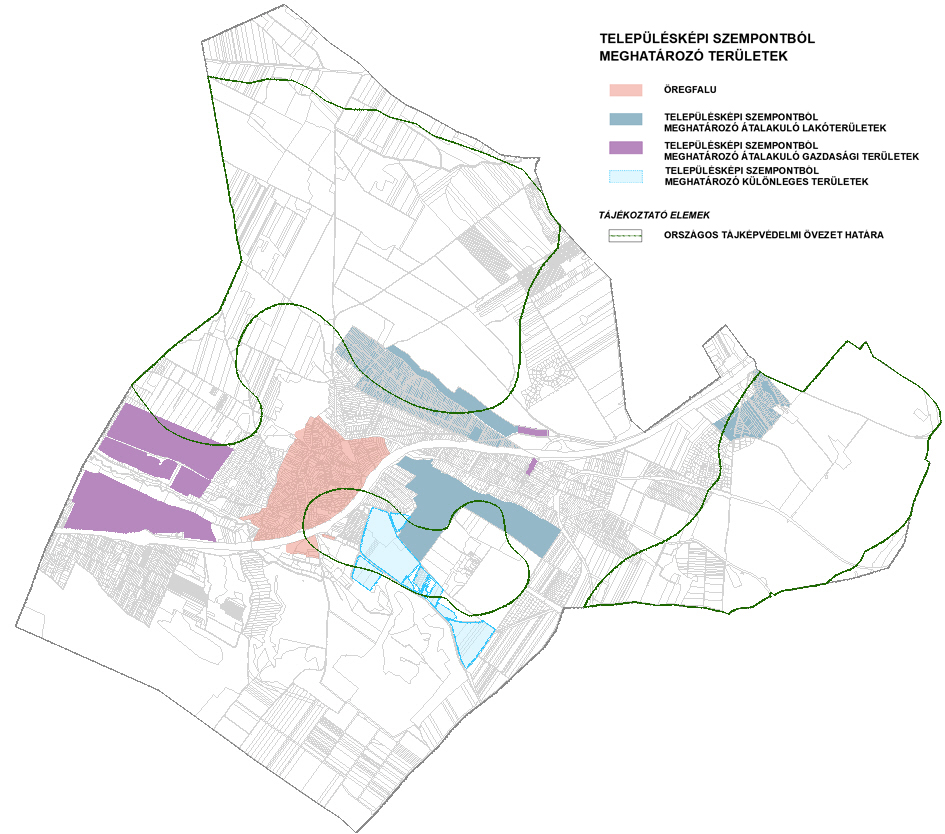 TELEPÜLÉSKÉPI SZEMPONTBÓL
MEGHATÁROZÓ TERÜLETEK
ÖREGFALU
TELEPÜLÉSKÉPI SZEMPONTBÓL
MEGHATÁROZÓ ÁTALAKULÓ LAKÓTERÜLETEK
TELEPÜLÉSKÉPI SZEMPONTBÓL
MEGHATÁROZÓ ÁTALAKULÓ GAZDASÁGI TERÜLETEK
TELEPÜLÉSKÉPI SZEMPONTBÓL
MEGHATÁROZÓ KÜLÖNLEGES TERÜLETEK
TÁJÉKOZTATÓ ELEMEK
ORSZÁGOS TÁJKÉPVÉDELMI ÖVEZET HATÁRA